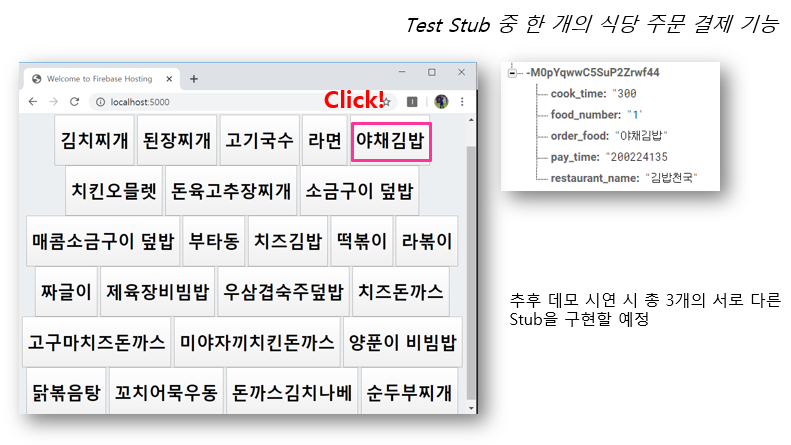 Test Stub 중 한 개의 식당 주문 결제 기능
Welcome to Firebase Hosting
localhost:5000
Click!
김치찌개 된장찌개 고기국수 라면 야채김밥
치킨오믈렛 돈육고추장찌개 소금구이 덮밥
매콤소금구이 덮밥 부타동 치즈김밥 떡볶이 라볶이
짜글이 제육장비빔밥 우삼겹숙주덮밥 치즈돈까스
고구마치즈돈까스 미야자끼치킨돈까스 양푼이 비빔밥
닭볶음탕 꼬치어묵우동 돈까스김치나베 순두부찌개
-M0pYqwwC5SuP2Zrwf44
cook_time: "300
food_number: "1"
order_food: "야채김밥"
pay_time: "200224135
restaurant_name: "김밥천국"
추후 데모 시연 시 총 3개의 서로 다른
Stub을 구현할 예정